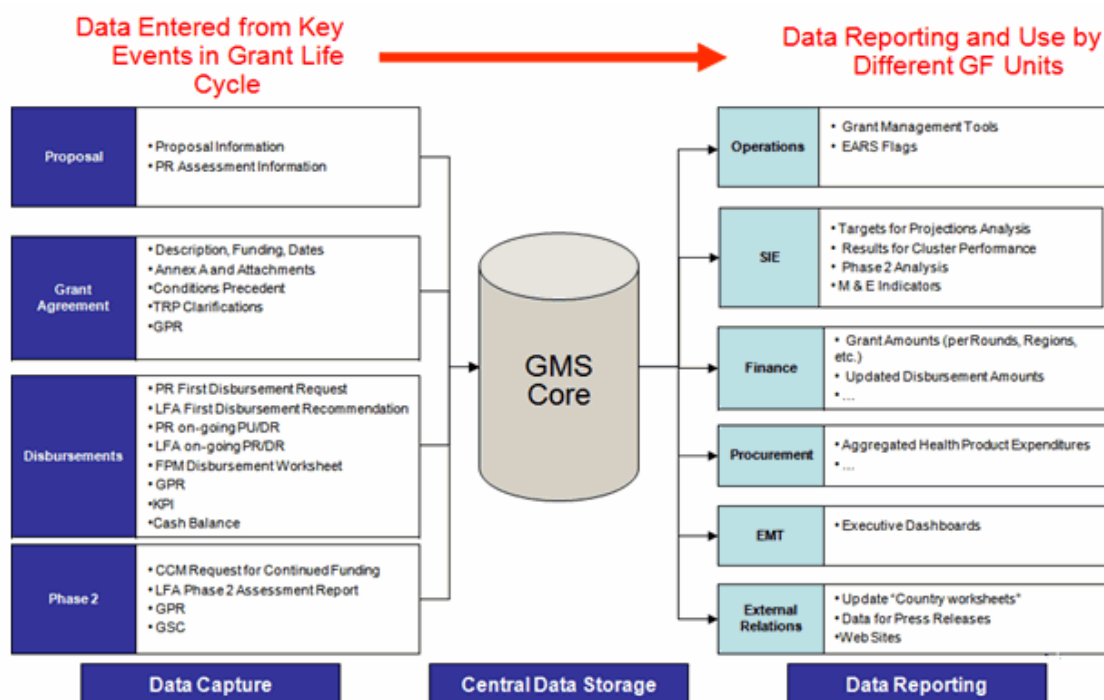 Data Entered from Key
Events in Grant Life
Cycle
Data Reporting and Use by
Different GF Units
Proposal
• Proposal Information
• PR Assessment Information
Grant
Agreement
• Description, Funding, Dates
• Annex A and Attachments
• Conditions Precedent
• TRP Clarifications
• GPR
Disbursements
• PR First Disbursement Request
• LFA First Disbursement Recommendation
• PR on-going PU/DR
• LFA on-going PR/DR
• FPM Disbursement Worksheet
• GPR
• KPI
• Cash Balance
Phase 2
• CCM Request for Continued Funding
• LFA Phase 2 Assessment Report
• GPR
• GSC
GMS
Core
Operations
• Grant Management Tools
• EARS Flags
SIE
• Targets for Projections Analysis
• Results for Cluster Performance
• Phase 2 Analysis
• M & E Indicators
Finance
• Grant Amounts (per Rounds, Regions,
etc.)
• Updated Disbursement Amounts
• ...
Procurement
• Aggregated Health Product Expenditures
• ...
EMT
• Executive Dashboards
External
Relations
• Update "Country worksheets"
• Data for Press Releases
• Web Sites
Data Capture
Central Data Storage
Data Reporting